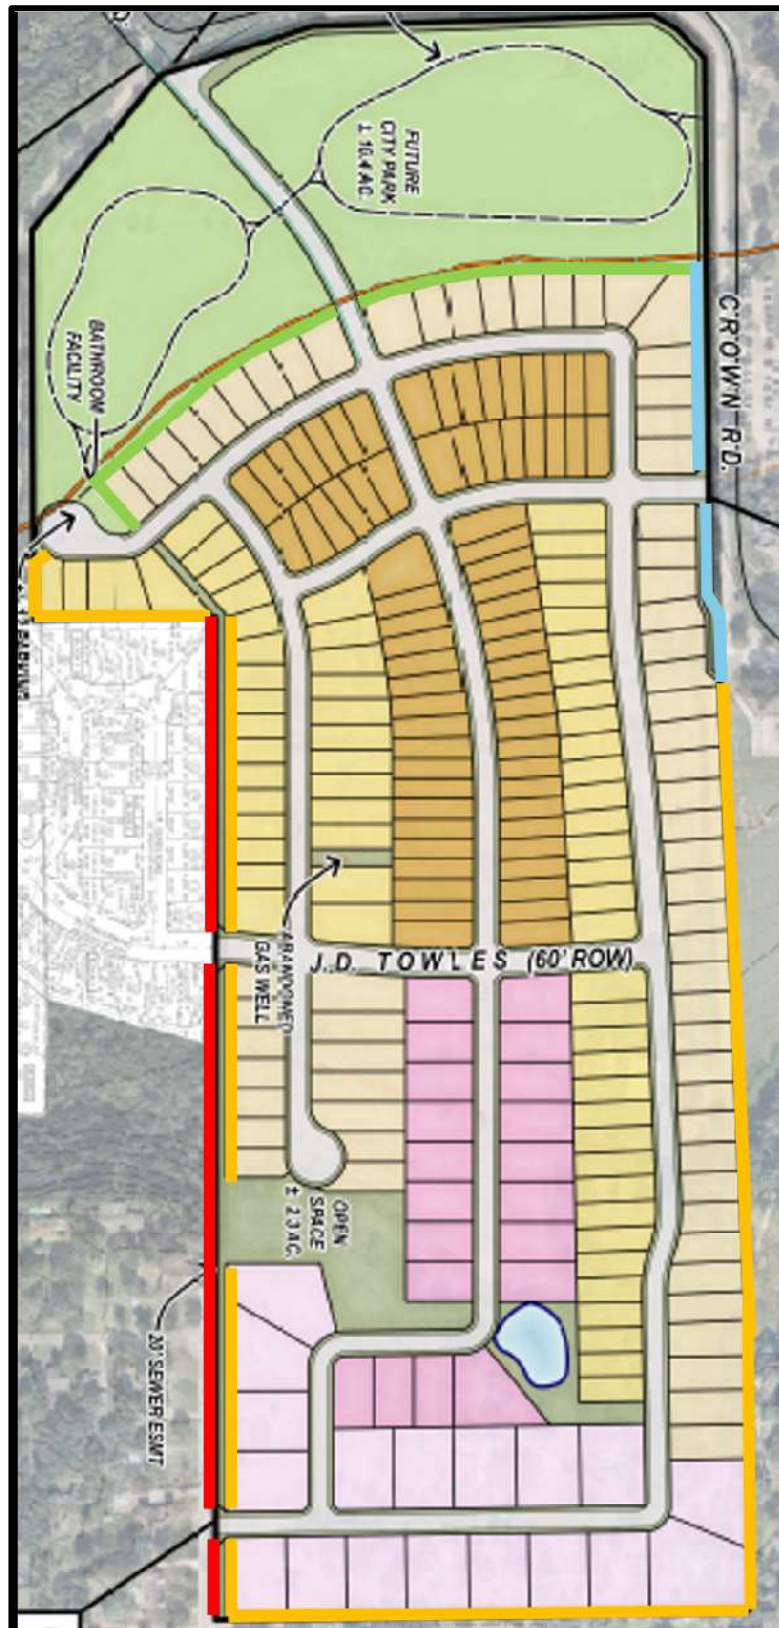 FUTURE
CITY PARK
± 10.4 AC.
CROWN RD.
BATHROOM
FACILITY
J.D. TOWLES (60' ROW)
ABANDONED
GAS WELL
OPEN
SPACE
± 2.3 AC.
20' SEWER ESMT